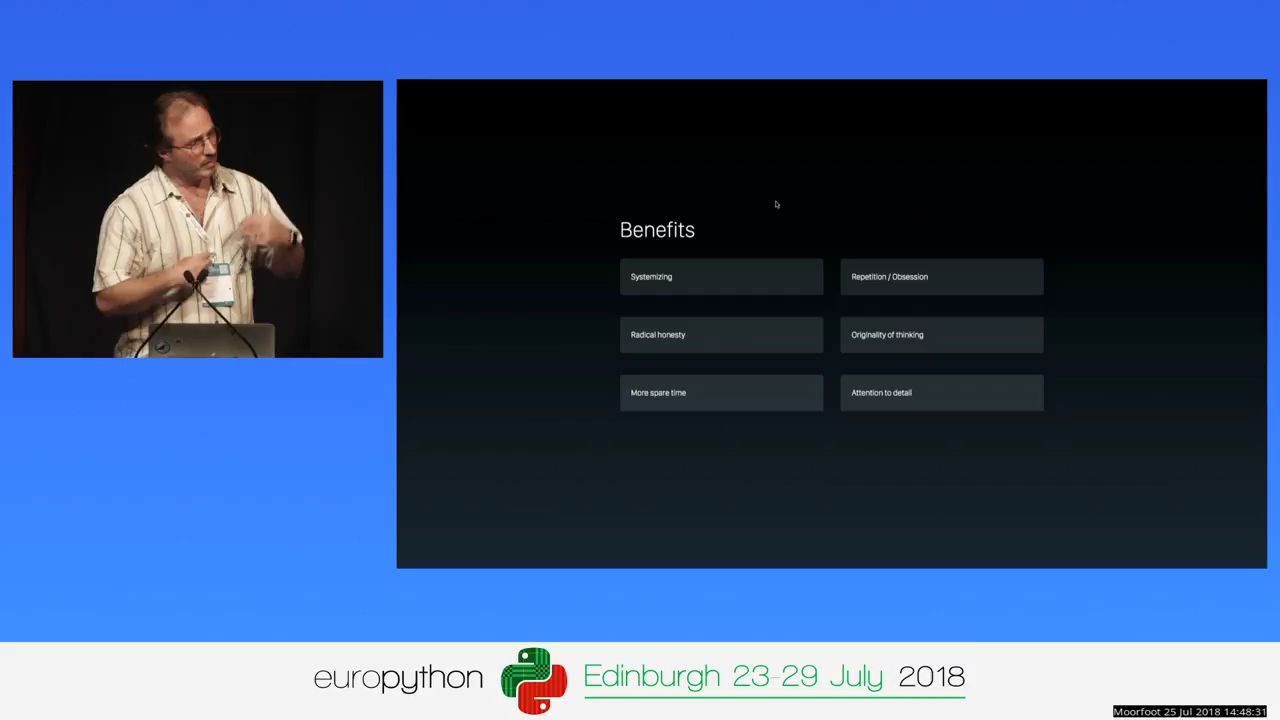 Benefits
Systemizing
Repetition / Obsession
Radical honesty
Originality of thinking
More spare time
Attention to detail
europython
Edinburgh 23-29 July 2018
Moorfoot 25 Jul 2018 14:48:31